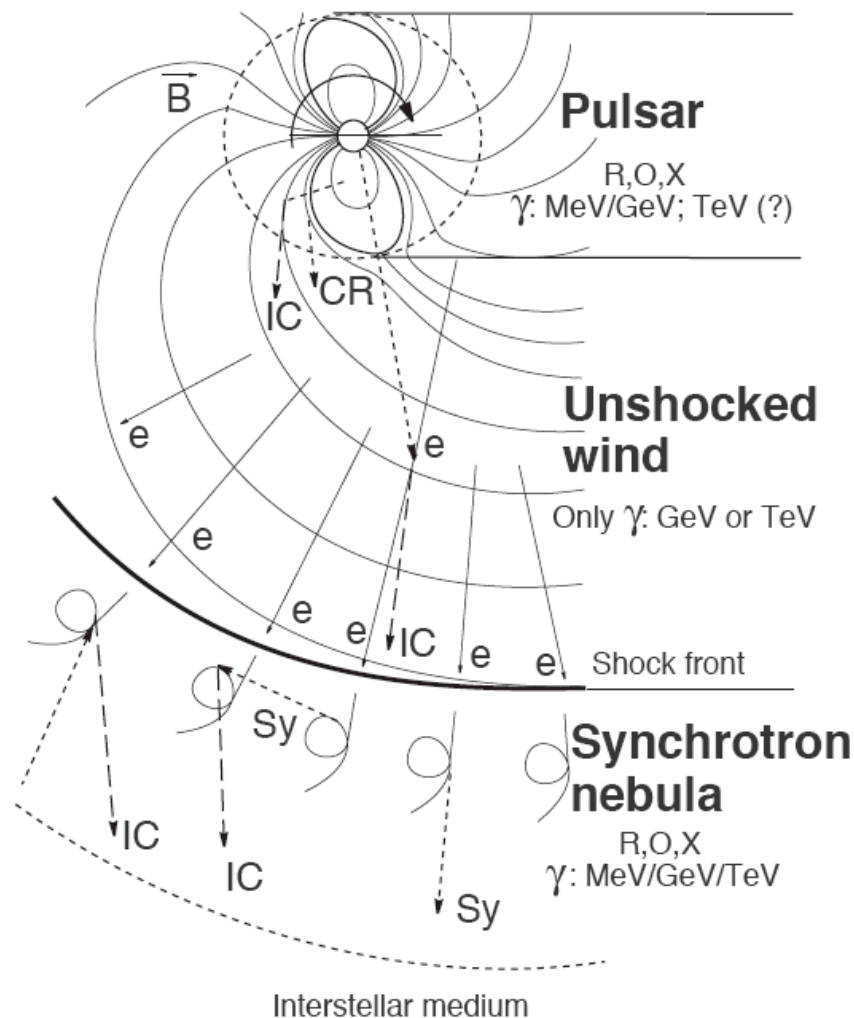 B
Pulsar
R,O,X
γ: MeV/GeV; TeV (?)
IC
CR
e
e
Unshocked
wind
Only γ: GeV or TeV
e
e
e
IC
e
e
Shock front
Sy
Synchrotron
nebula
R,O,X
γ: MeV/GeV/TeV
IC
IC
Sy
Interstellar medium